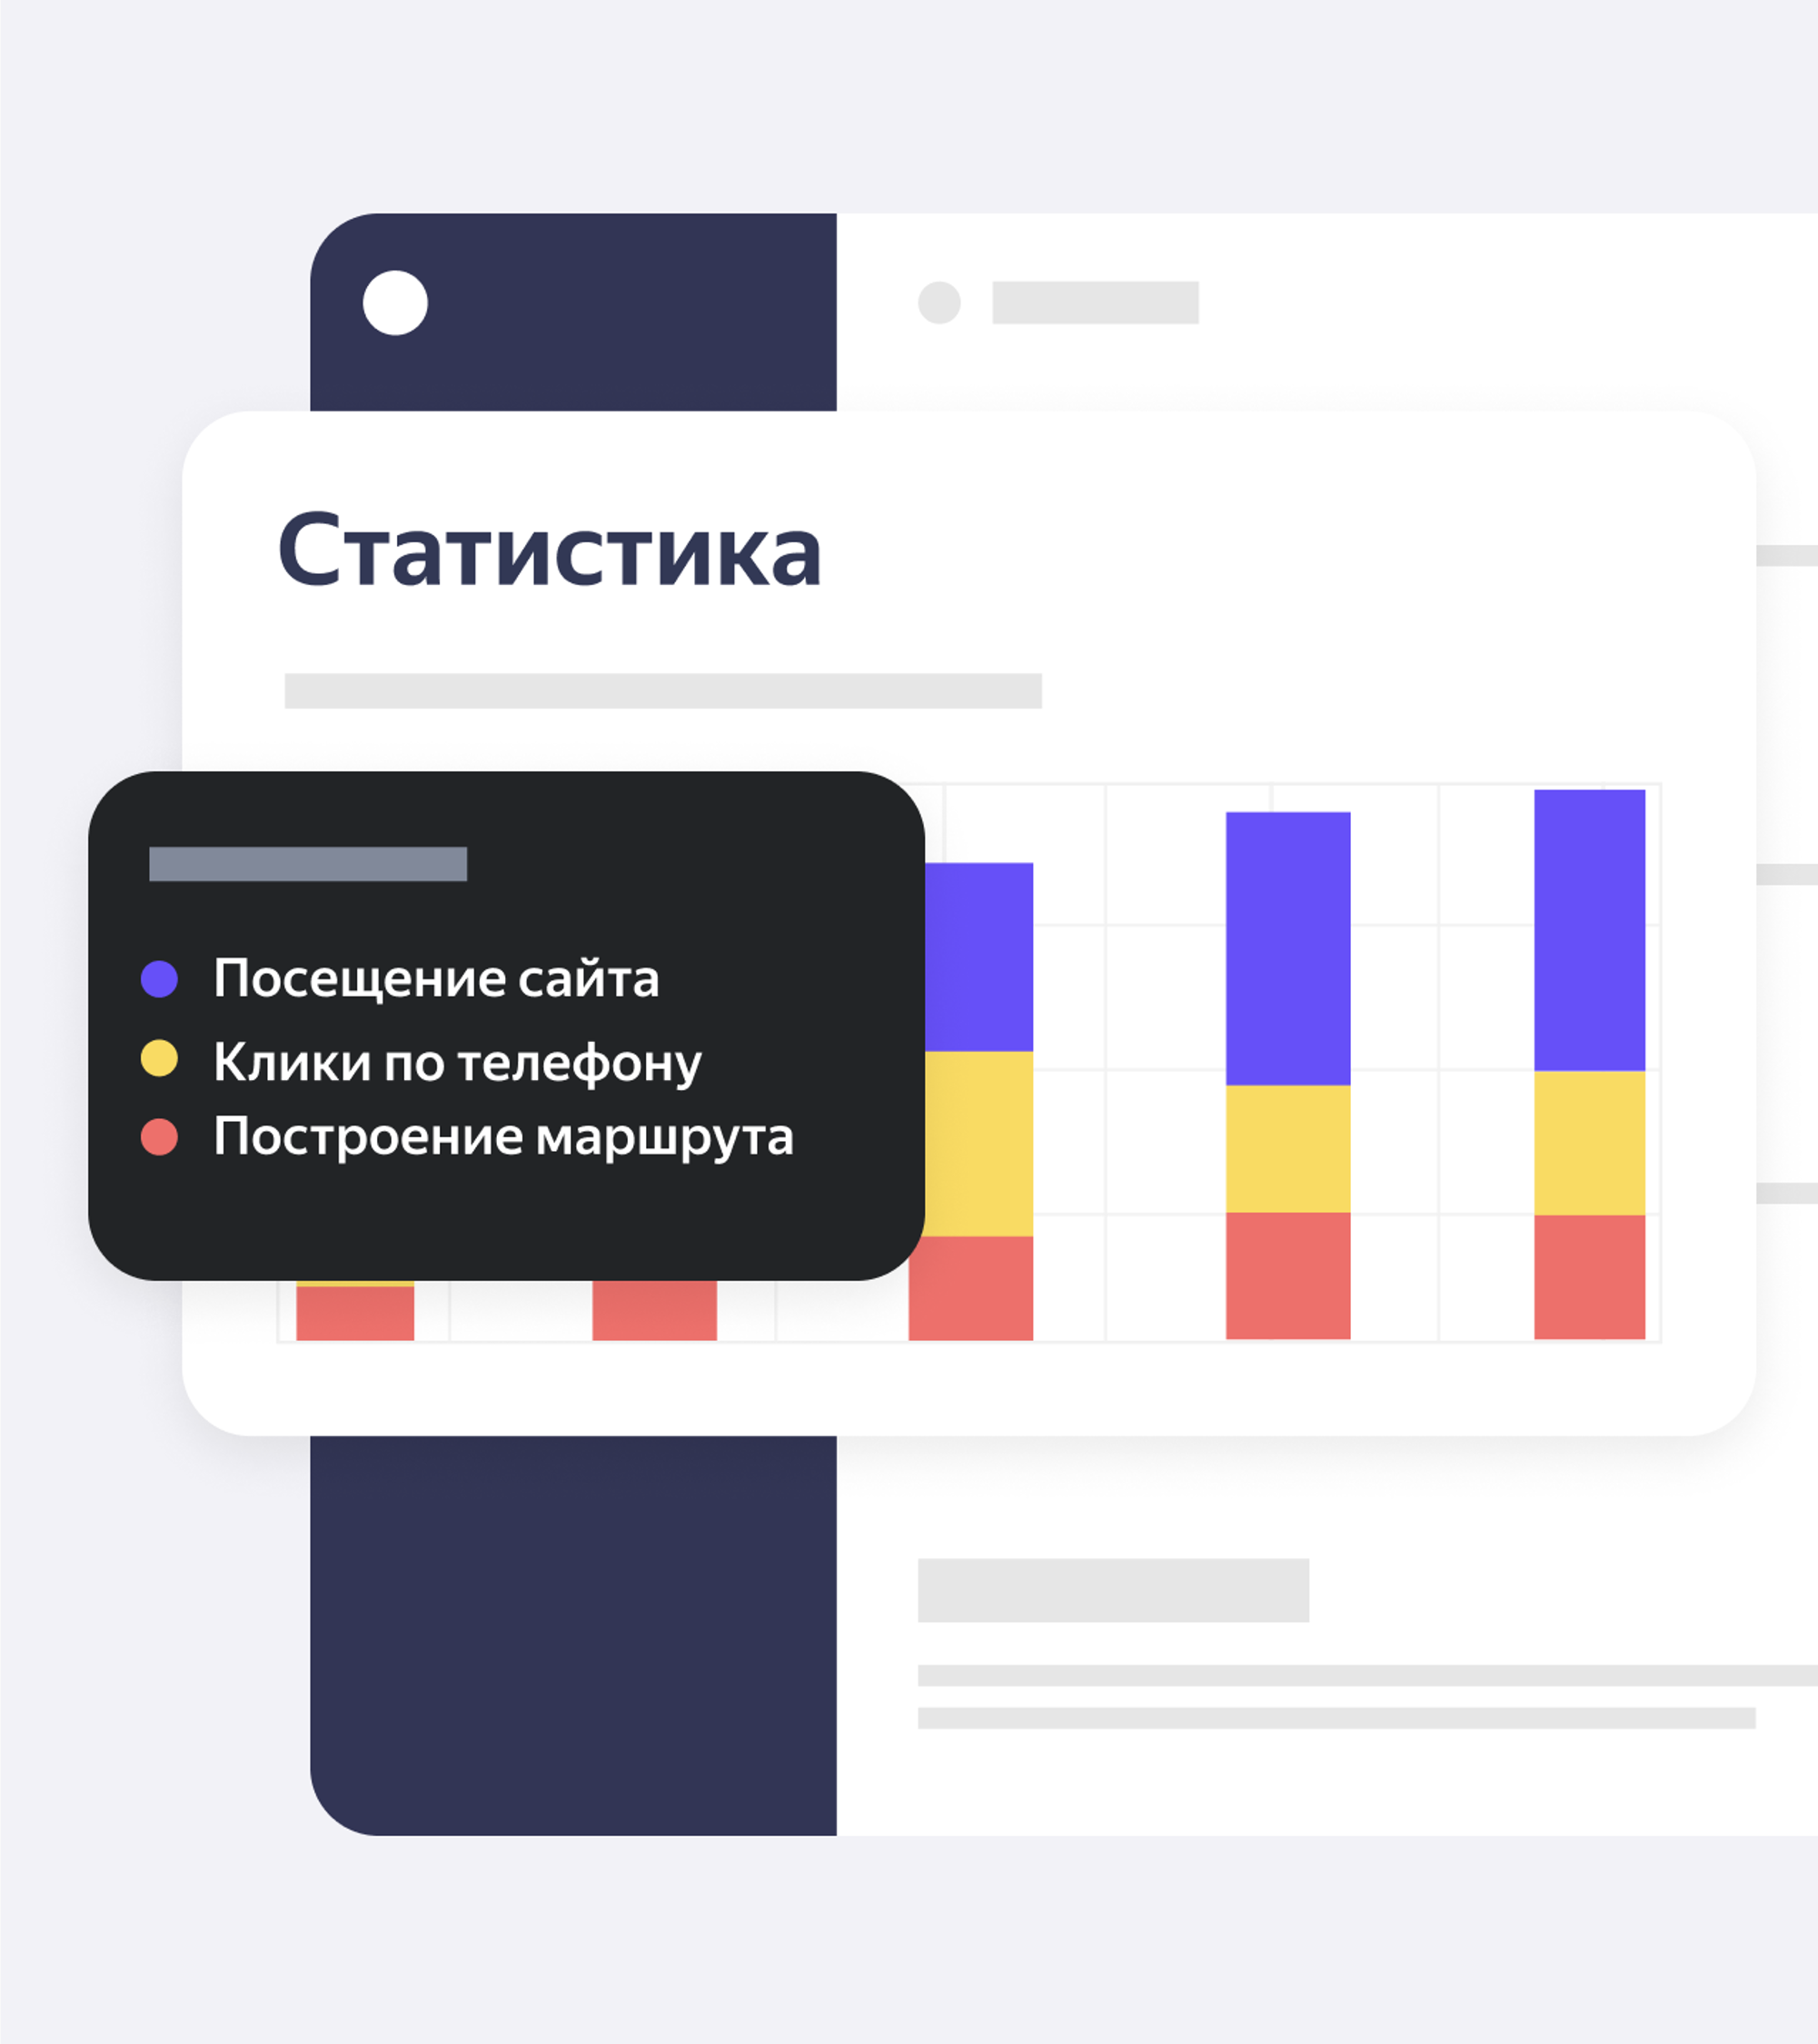 Статистика
Посещение сайта
Клики по телефону
Построение маршрута